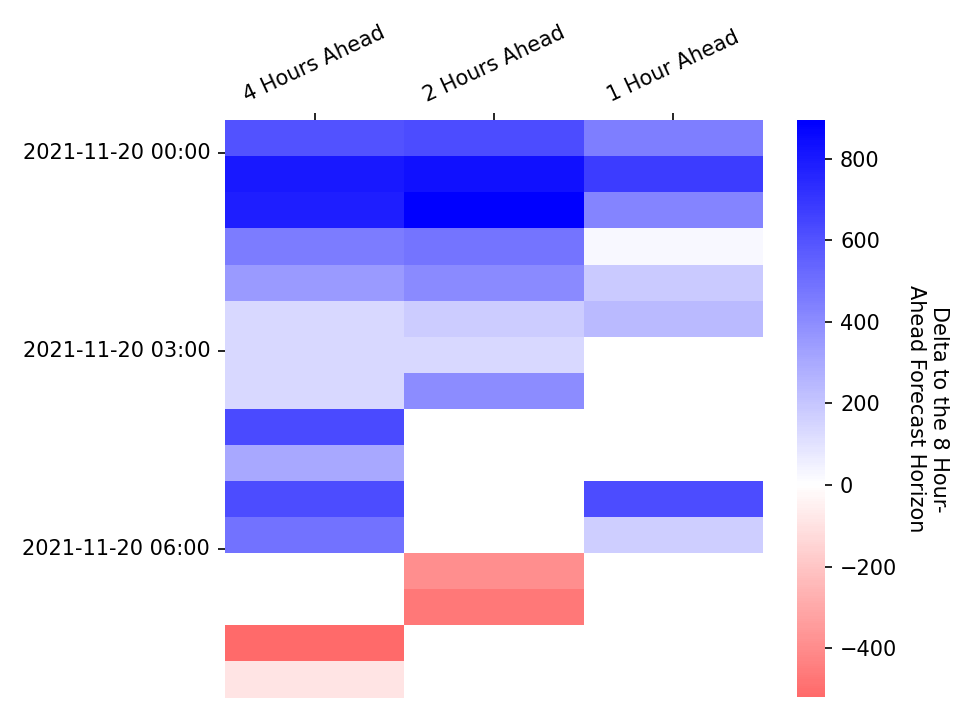 4 Hours Ahead
2 Hours Ahead
1 Hour Ahead
2021-11-20 00:00
2021-11-20 03:00
2021-11-20 06:00
800
600
400
200
0
−200
−400
Delta to the 8 Hour-
Ahead Forecast Horizon